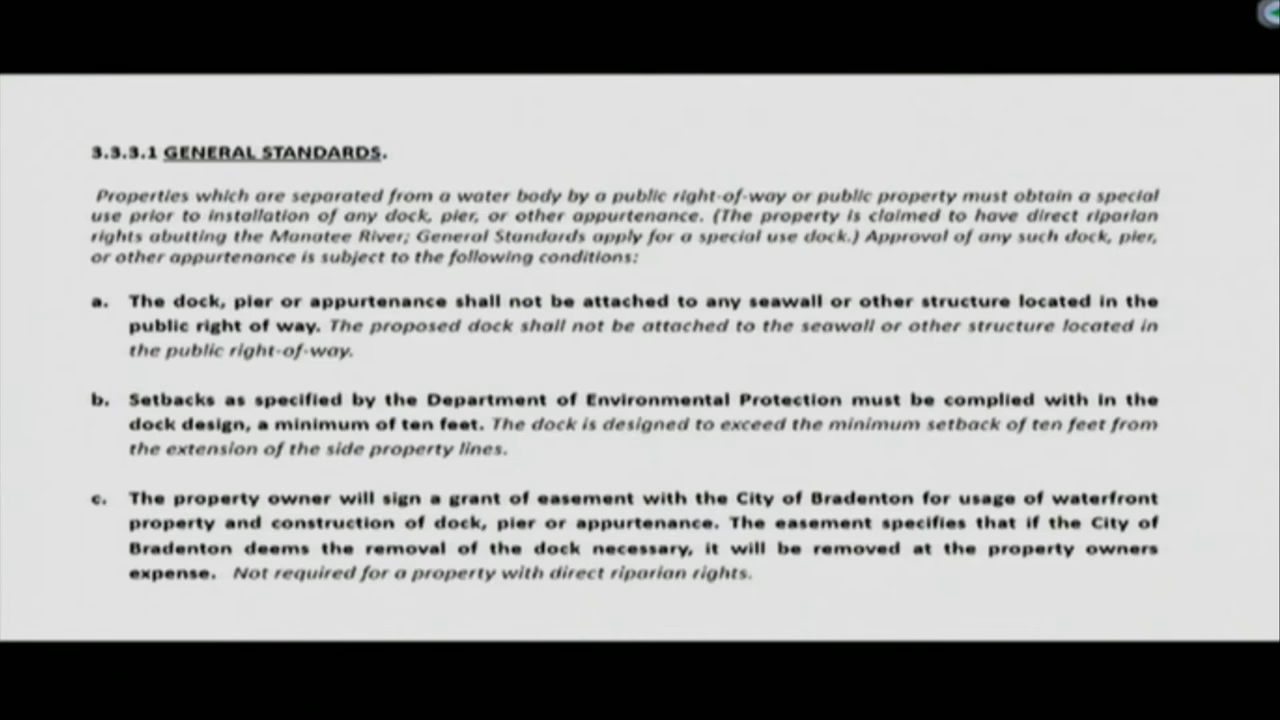 3.3.3.1 GENERAL STANDARDS.
Properties which are separated from a water body by a public right-of-way or public property must obtain a special
use prior to installation of any dock, pier, or other appurtenance. (The property is claimed to have direct riparian
rights abutting the Manatee River; General Standards apply for a special use dock.) Approval of any such dock, pier,
or other appurtenance is subject to the following conditions:
a. The dock, pier or appurtenance shall not be attached to any seawall or other structure located in the
public right of way. The proposed dock shall not be attached to the seawall or other structure located in
the public right-of-way.
b. Setbacks as specified by the Department of Environmental Protection must be complied with in the
dock design, a minimum of ten feet. The dock is designed to exceed the minimum setback of ten feet from
the extension of the side property lines.
c. The property owner will sign a grant of easement with the City of Bradenton for usage of waterfront
property and construction of dock, pier or appurtenance. The easement specifies that if the City of
Bradenton deems the removal of the dock necessary, it will be removed at the property owners
expense. Not required for a property with direct riparian rights.